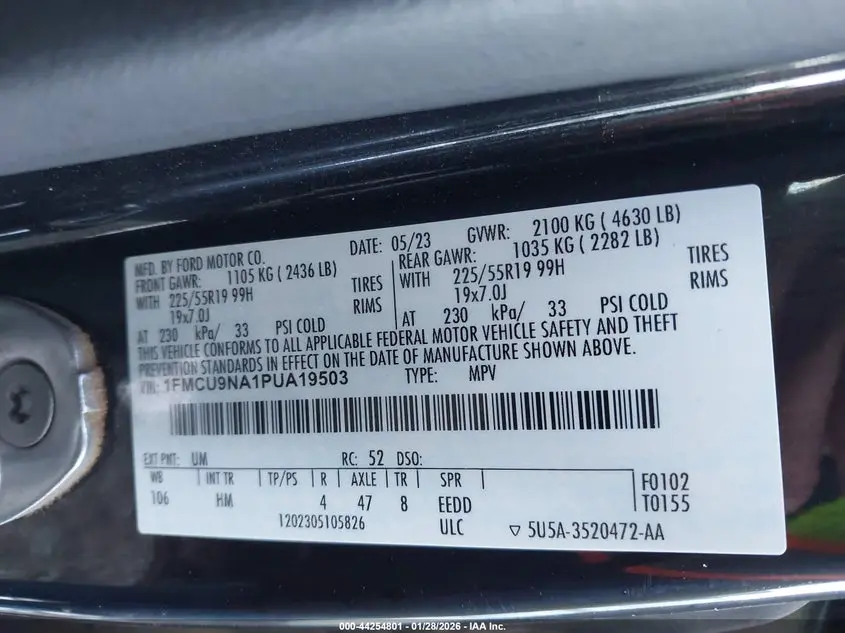 MFD. BY FORD MOTOR CO. DATE: 05/23 GVWR: 2100 KG ( 4630 LB)
FRONT GAWR: 1105 KG ( 2436 LB) REAR GAWR: 1035 KG ( 2282 LB)
WITH 225/55R19 99H TIRES WITH 225/55R19 99H TIRES
19x7.0J RIMS 19x7.0J RIMS
AT 230 kPa/ 33 PSI COLD AT 230 kPa/ 33 PSI COLD
THIS VEHICLE CONFORMS TO ALL APPLICABLE FEDERAL MOTOR VEHICLE SAFETY AND THEFT
PREVENTION STANDARDS IN EFFECT ON THE DATE OF MANUFACTURE SHOWN ABOVE.
VIN: 1FMCU9NA1PUA19503 TYPE: MPV
EXT PNT: UM RC: 52 DSO:
WB INT TR TP/PS R AXLE TR SPR F0102
106 HM 4 47 8 EEDD T0155
1202305105826 ULC ▽ 5U5A-3520472-AA
000-44254801 - 01/28/2026 - IAA Inc.